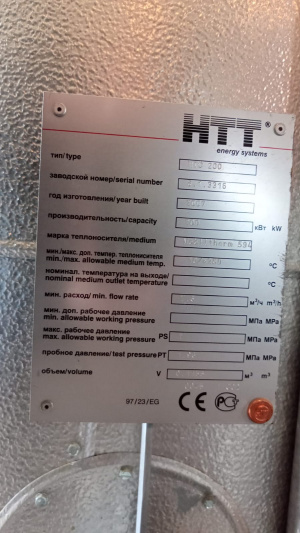 HTT®
energy systems
тип/type
заводской номер/serial number
год изготовления/year built
производительность/capacity кВт kW
марка теплоносителя/medium 594
мин./макс. доп. темпер. теплоносителя
min./max. allowable medium temp. °C
номинал. температура на выходе/
nominal medium outlet temperature °C
мин. расход/ min. flow rate м³/ч m³/h
мин. доп. рабочее давление
min. allowable working pressure МПа MPa
макс. рабочее давление
max. allowable working pressure PS МПа MPa
пробное давление/test pressure PT МПа MPa
объем/volume V м³ m³
97/23/EG CE